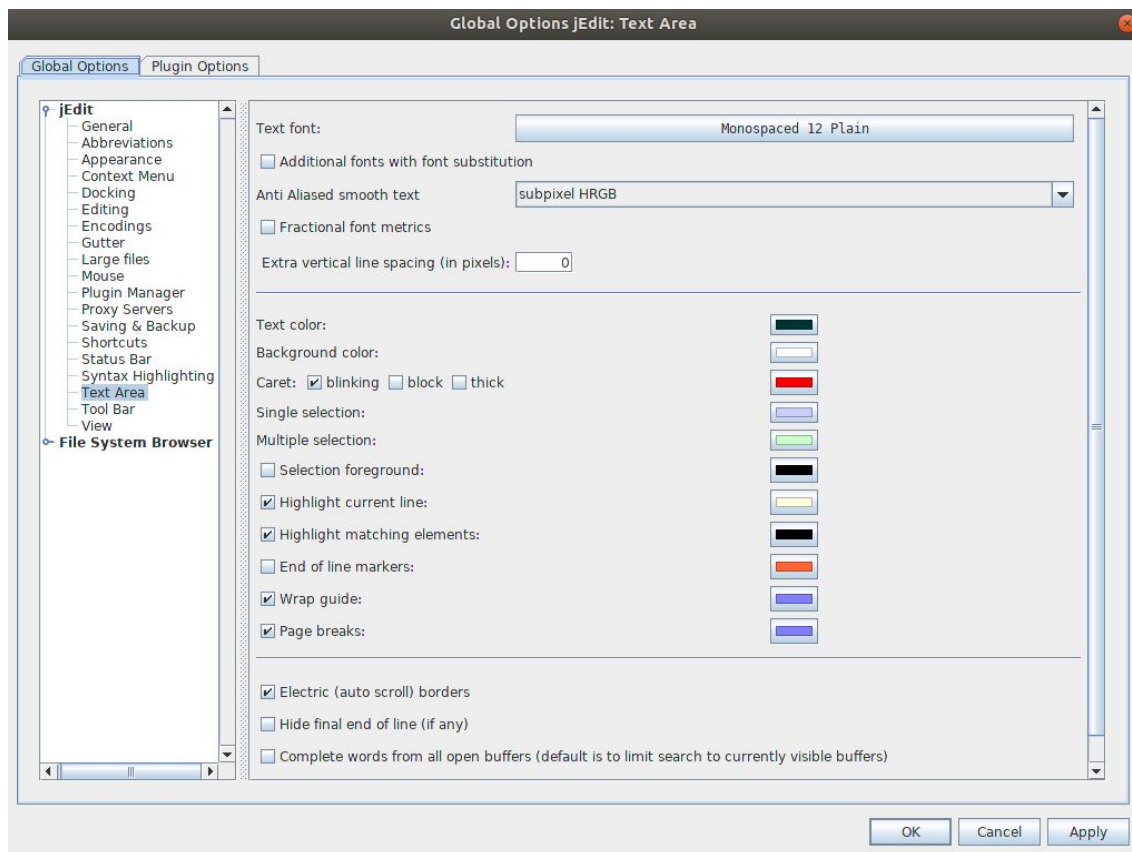 Global Options jEdit: Text Area
Global Options Plugin Options
jEdit
General
Abbreviations
Appearance
Context Menu
Docking
Editing
Encodings
Gutter
Large files
Mouse
Plugin Manager
Proxy Servers
Saving & Backup
Shortcuts
Status Bar
Syntax Highlighting
Text Area
Tool Bar
View
File System Browser
Text font: Monospaced 12 Plain
Additional fonts with font substitution
Anti Aliased smooth text subpixel HRGB
Fractional font metrics
Extra vertical line spacing (in pixels): 0
Text color:
Background color:
Caret: blinking block thick
Single selection:
Multiple selection:
Selection foreground:
Highlight current line:
Highlight matching elements:
End of line markers:
Wrap guide:
Page breaks:
Electric (auto scroll) borders
Hide final end of line (if any)
Complete words from all open buffers (default is to limit search to currently visible buffers)
OK Cancel Apply